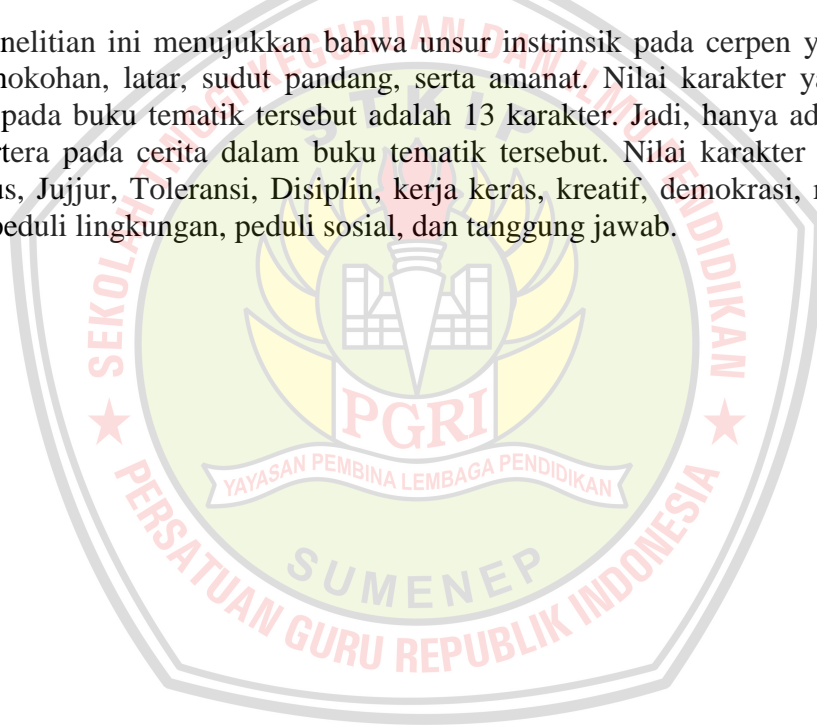 nelitian ini menujukkan bahwa unsur instrinsik pada cerpen y
nokohan, latar, sudut pandang, serta amanat. Nilai karakter ya
pada buku tematik tersebut adalah 13 karakter. Jadi, hanya ad
rtera pada cerita dalam buku tematik tersebut. Nilai karakter
us, Jujjur, Toleransi, Disiplin, kerja keras, kreatif, demokrasi, r
peduli lingkungan, peduli sosial, dan tanggung jawab.
SEKOLAH TINGGI KEGURUAN DAN ILMU PENDIDIKAN
STKIP
PGRI
YAYASAN PEMBINA LEMBAGA PENDIDIKAN
SUMENEP
PERSATUAN GURU REPUBLIK INDONESIA